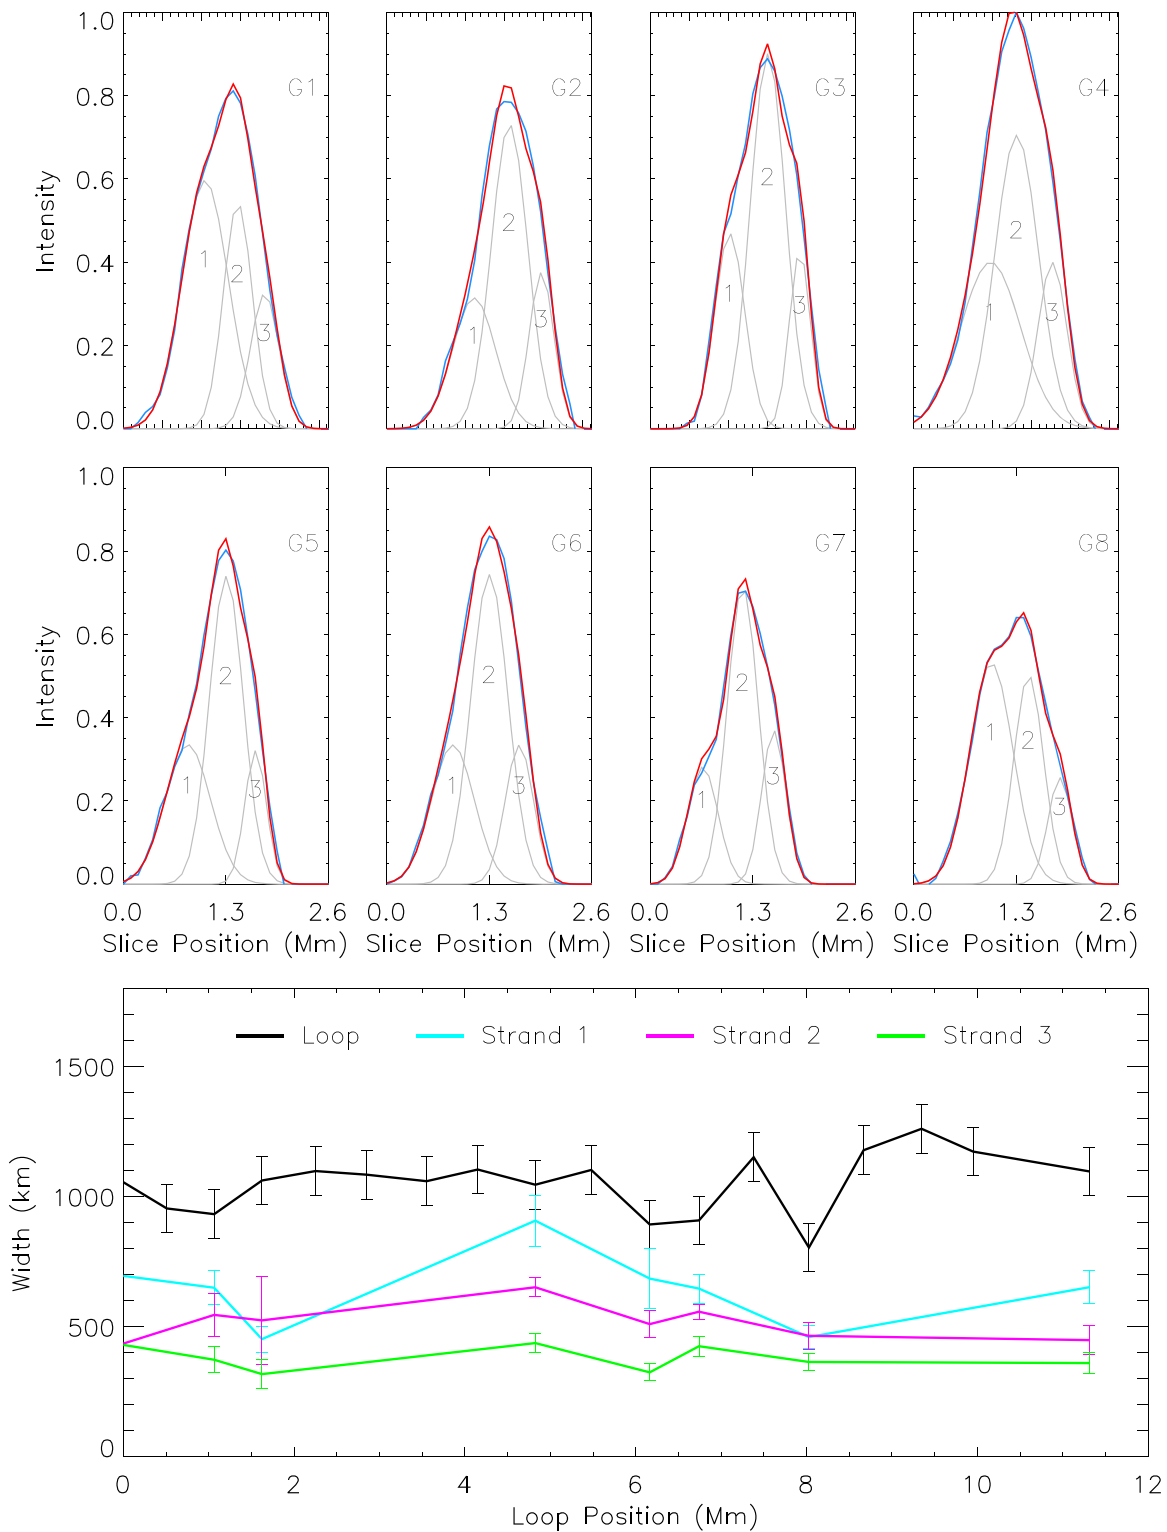 1.0
0.8
0.6
0.4
0.2
0.0
Intensity
G1
1
2
3
G2
1
2
3
G3
1
2
3
G4
1
2
3
1.0
0.8
0.6
0.4
0.2
0.0
Intensity
G5
1
2
3
G6
1
2
3
G7
1
2
3
G8
1
2
3
0.0 1.3 2.6
0.0 1.3 2.6
0.0 1.3 2.6
0.0 1.3 2.6
Slice Position (Mm)
Slice Position (Mm)
Slice Position (Mm)
Slice Position (Mm)
Loop Strand 1 Strand 2 Strand 3
1500
1000
500
0
Width (km)
0 2 4 6 8 10 12
Loop Position (Mm)